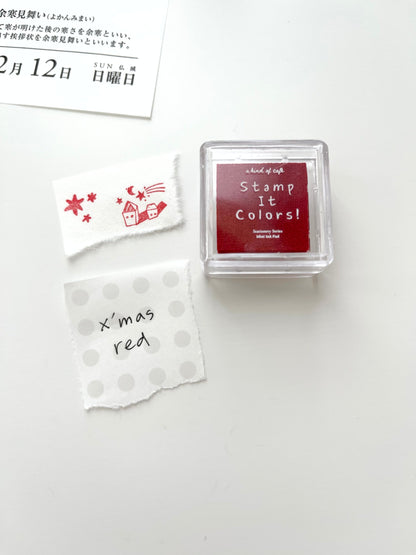 余寒見舞い(よかんみまい)
て寒が明けた後の寒さを余寒といい、
す挨拶状を余寒見舞いといいます。
2月 12日
SUN 仏滅
日曜日
a kind of café
Stamp
It
Colors!
Stationery Series
Mini Ink Pad
x'mas
red